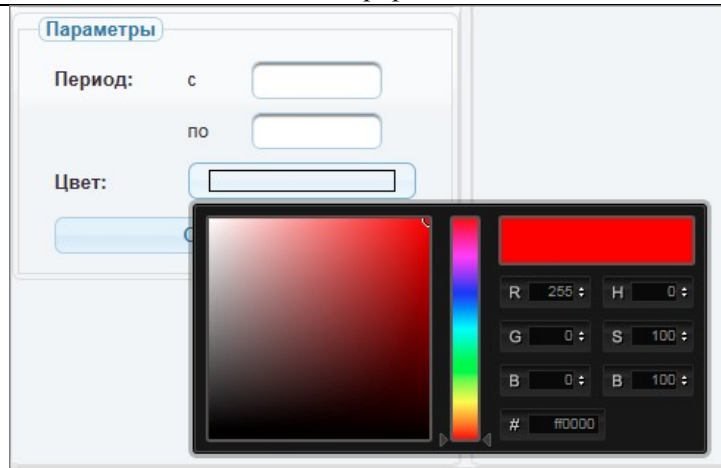 Параметры
Период: с
по
Цвет:
R 255 H 0
G 0 S 100
B 0 B 100
# ff0000